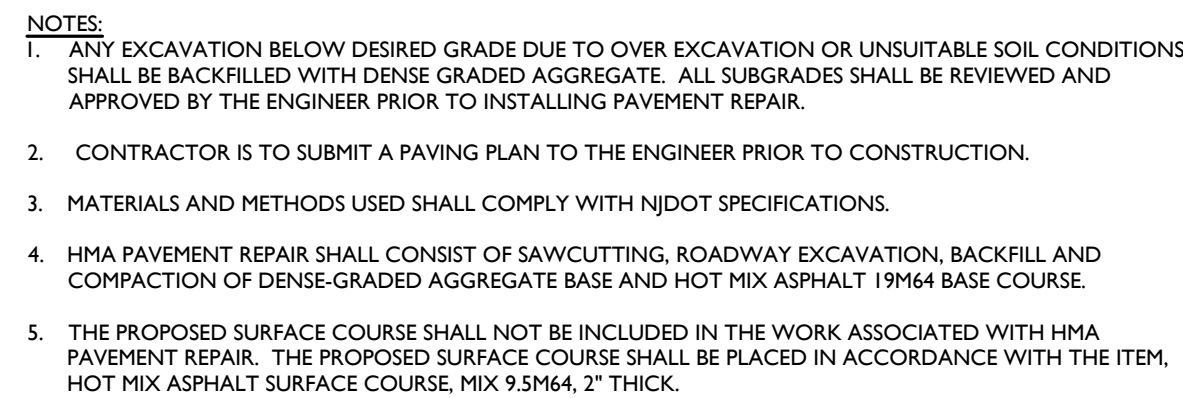 NOTES:
1. ANY EXCAVATION BELOW DESIRED GRADE DUE TO OVER EXCAVATION OR UNSUITABLE SOIL CONDITIONS
SHALL BE BACKFILLED WITH DENSE GRADED AGGREGATE. ALL SUBGRADES SHALL BE REVIEWED AND
APPROVED BY THE ENGINEER PRIOR TO INSTALLING PAVEMENT REPAIR.
2. CONTRACTOR IS TO SUBMIT A PAVING PLAN TO THE ENGINEER PRIOR TO CONSTRUCTION.
3. MATERIALS AND METHODS USED SHALL COMPLY WITH NJDOT SPECIFICATIONS.
4. HMA PAVEMENT REPAIR SHALL CONSIST OF SAWCUTTING, ROADWAY EXCAVATION, BACKFILL AND
COMPACTION OF DENSE-GRADED AGGREGATE BASE AND HOT MIX ASPHALT 19M64 BASE COURSE.
5. THE PROPOSED SURFACE COURSE SHALL NOT BE INCLUDED IN THE WORK ASSOCIATED WITH HMA
PAVEMENT REPAIR. THE PROPOSED SURFACE COURSE SHALL BE PLACED IN ACCORDANCE WITH THE ITEM,
HOT MIX ASPHALT SURFACE COURSE, MIX 9.5M64, 2" THICK.